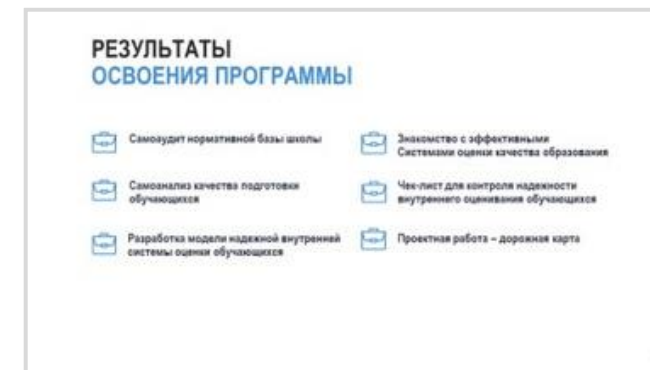 РЕЗУЛЬТАТЫ
ОСВОЕНИЯ ПРОГРАММЫ
Самоаудит нормативной базы школы
Самоанализ качества подготовки
обучающихся
Разработка модели надежной внутренней
системы оценки обучающихся
Знакомство с эффективными
Системами оценки качества образования
Чек-лист для контроля надежности
внутреннего оценивания обучающихся
Проектная работа – дорожная карта